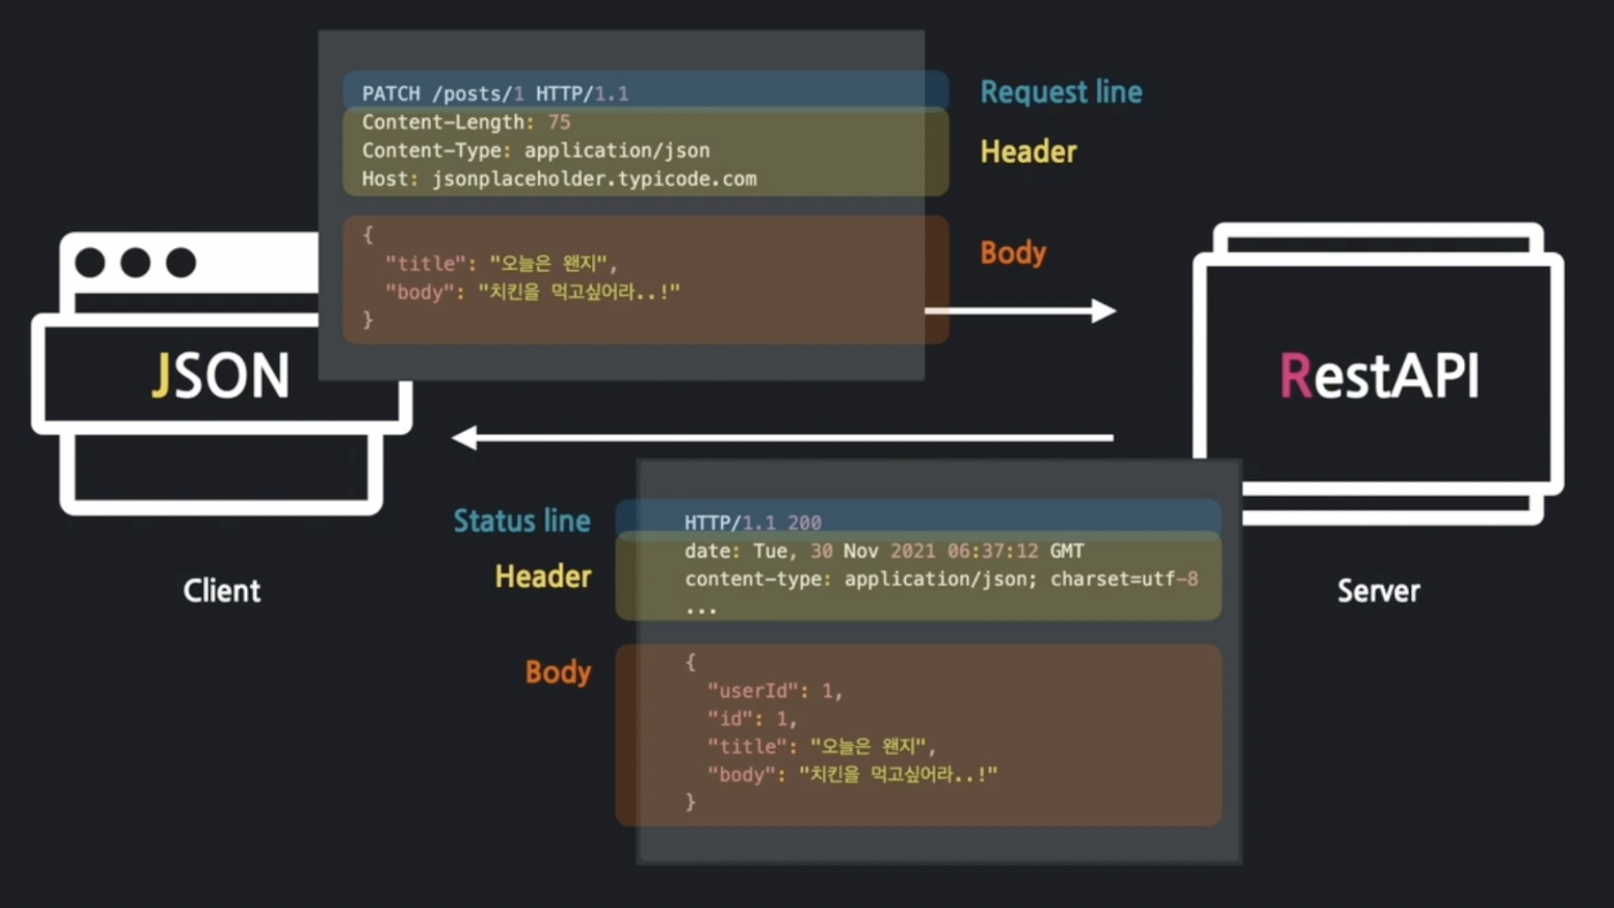 PATCH /posts/1 HTTP/1.1
Content-Length: 75
Content-Type: application/json
Host: jsonplaceholder.typicode.com
{
"title": "오늘은 왠지",
"body": "치킨을 먹고싶어라..!"
}
Request line
Header
Body
JSON
Client
RestAPI
Server
Status line
Header
Body
HTTP/1.1 200
date: Tue, 30 Nov 2021 06:37:12 GMT
content-type: application/json; charset=utf-8
...
{
"userId": 1,
"id": 1,
"title": "오늘은 왠지",
"body": "치킨을 먹고싶어라..!"
}